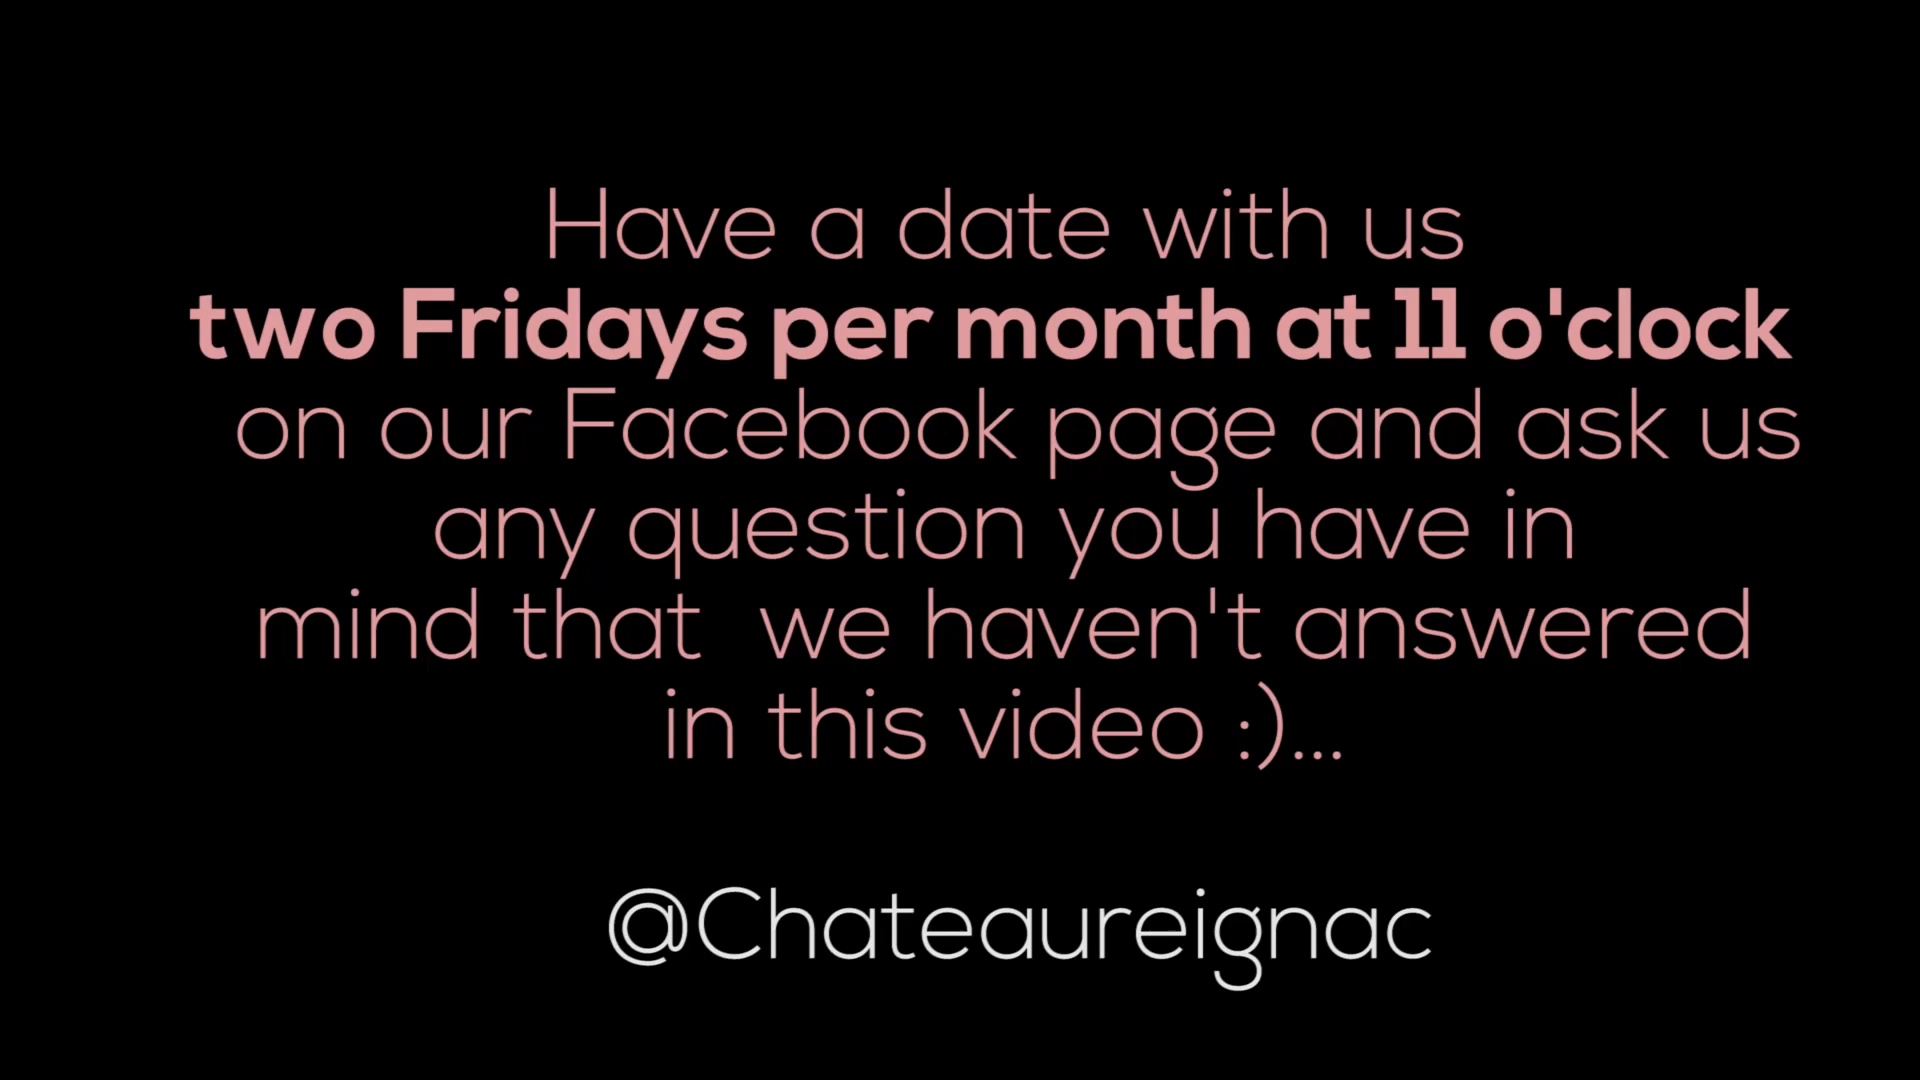 Have a date with us
two Fridays per month at 11 o'clock
on our Facebook page and ask us
any question you have in
mind that  we haven't answered
in this video :)...
@Chateaureignac